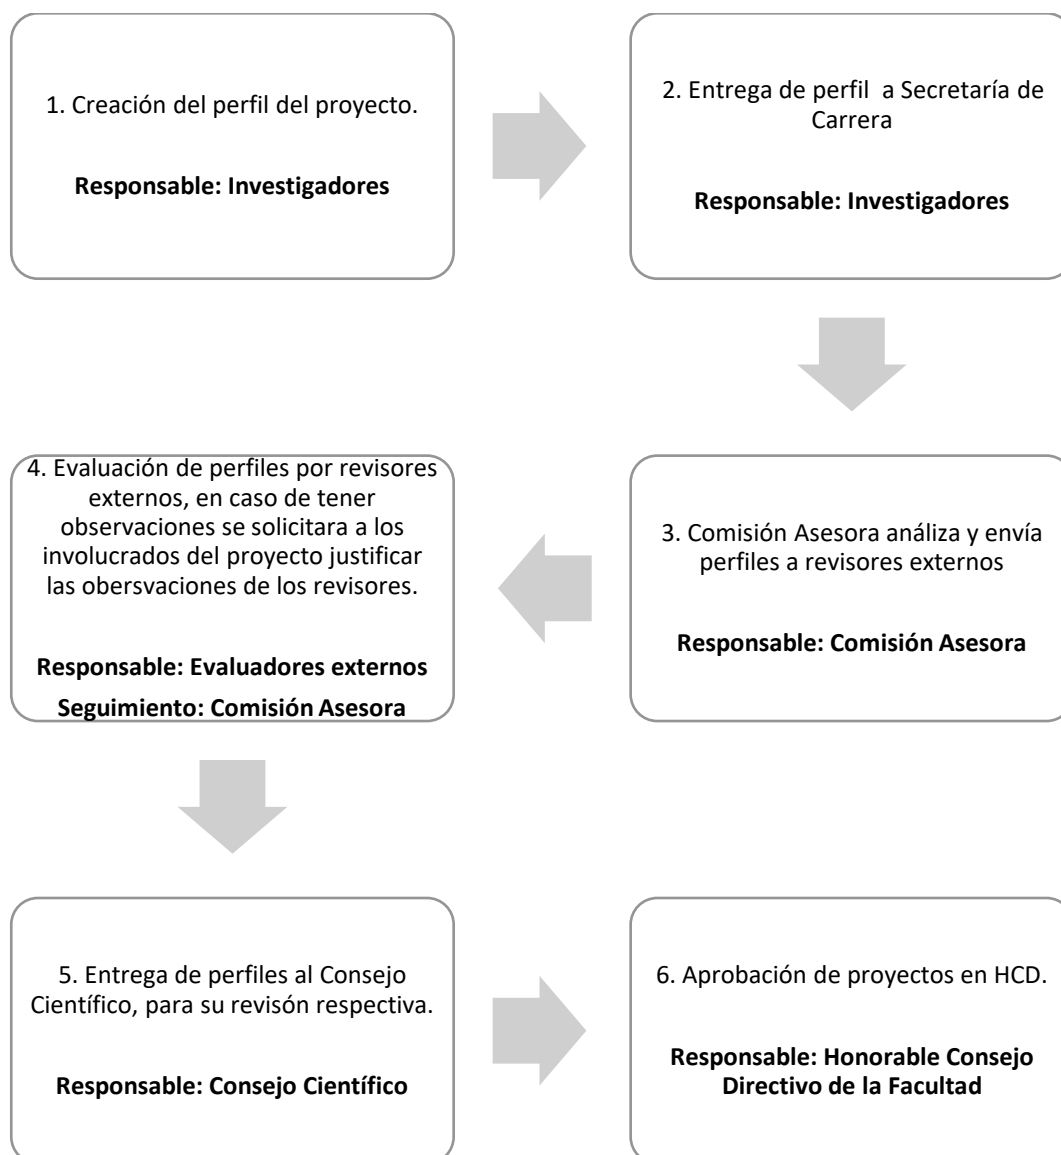 1. Creación del perfil del proyecto.
Responsable: Investigadores
2. Entrega de perfil  a Secretaría de
Carrera
Responsable: Investigadores
3. Comisión Asesora análiza y envía
perfiles a revisores externos
Responsable: Comisión Asesora
4. Evaluación de perfiles por revisores
externos, en caso de tener
observaciones se solicitara a los
involucrados del proyecto justificar
las obersvaciones de los revisores.
Responsable: Evaluadores externos
Seguimiento: Comisión Asesora
5. Entrega de perfiles al Consejo
Científico, para su revisón respectiva.
Responsable: Consejo Científico
6. Aprobación de proyectos en HCD.
Responsable: Honorable Consejo
Directivo de la Facultad